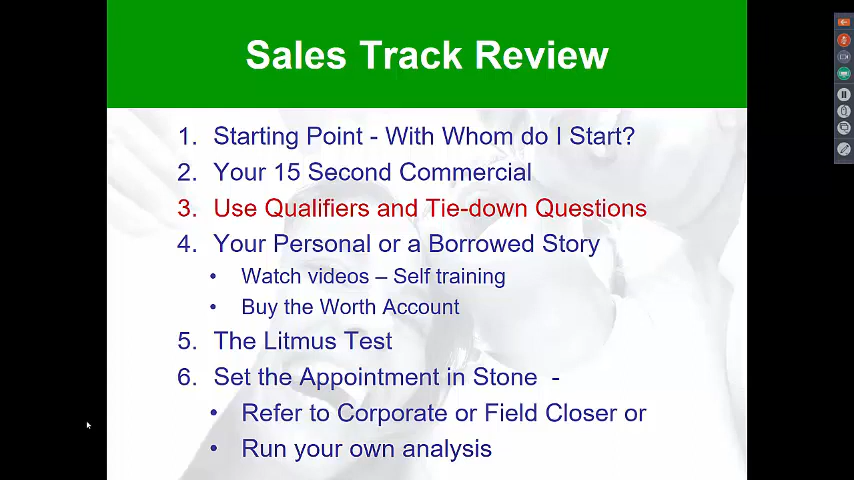 Sales Track Review
1. Starting Point - With Whom do I Start?
2. Your 15 Second Commercial
3. Use Qualifiers and Tie-down Questions
4. Your Personal or a Borrowed Story
• Watch videos – Self training
• Buy the Worth Account
5. The Litmus Test
6. Set the Appointment in Stone -
• Refer to Corporate or Field Closer or
• Run your own analysis